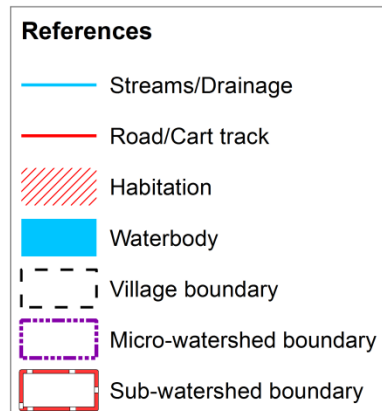 References
Streams/Drainage
Road/Cart track
Habitation
Waterbody
Village boundary
Micro-watershed boundary
Sub-watershed boundary